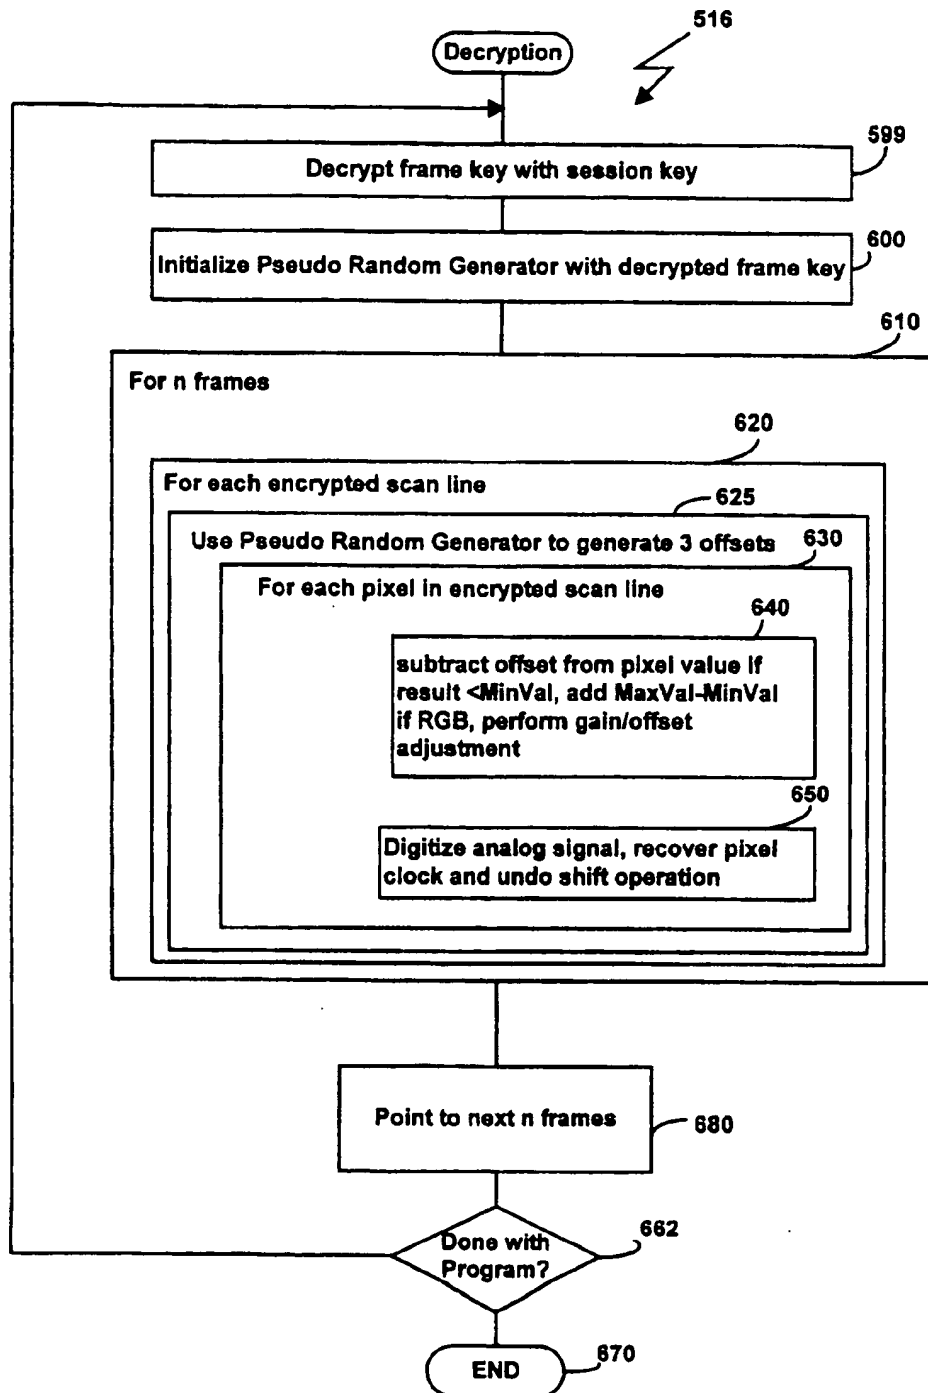 516
Decryption
599
Decrypt frame key with session key
600
Initialize Pseudo Random Generator with decrypted frame key
610
For n frames
620
For each encrypted scan line
625
Use Pseudo Random Generator to generate 3 offsets
630
For each pixel in encrypted scan line
640
subtract offset from pixel value if
result <MinVal, add MaxVal-MinVal
if RGB, perform gain/offset
adjustment
650
Digitize analog signal, recover pixel
clock and undo shift operation
Point to next n frames
680
Done with
Program?
662
END
670